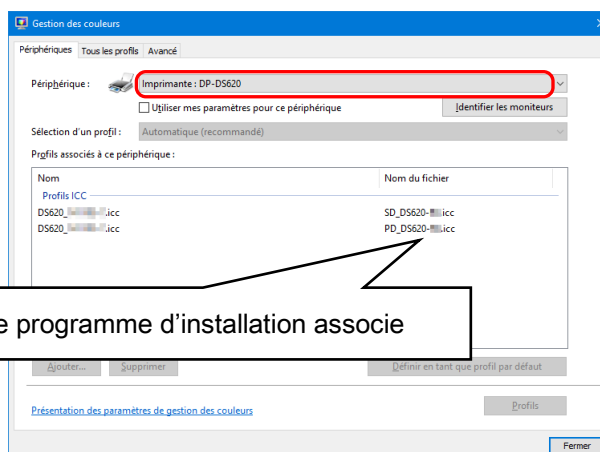 Gestion des couleurs
Périphériques Tous les profils Avancé
Périphérique : Imprimante : DP-DS620
Utiliser mes paramètres pour ce périphérique Identifier les moniteurs
Sélection d'un profil : Automatique (recommandé)
Profils associés à ce périphérique :
Nom Nom du fichier
Profils ICC
DS620_ .icc SD_DS620- .icc
DS620_ .icc PD_DS620- .icc
e programme d'installation associe
Ajouter... Supprimer Définir en tant que profil par défaut
Présentation des paramètres de gestion des couleurs Profils
Fermer